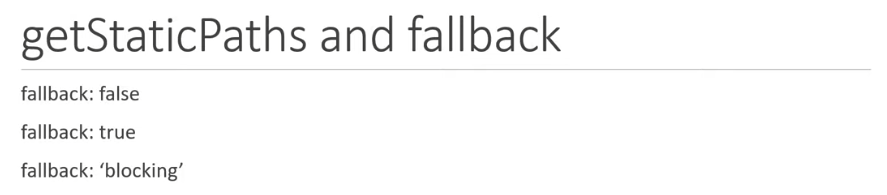 getStaticPaths and fallback
fallback: false
fallback: true
fallback: ‘blocking’